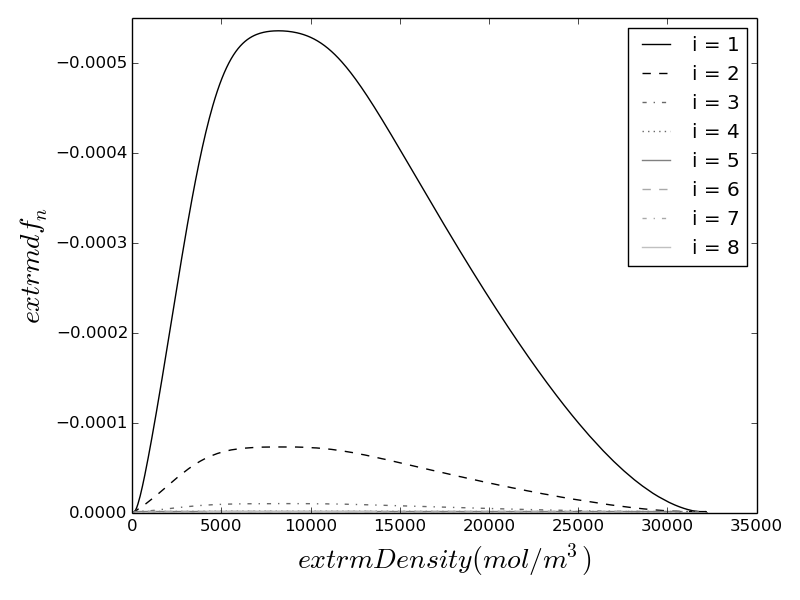 −0.0005
−0.0004
−0.0003
−0.0002
−0.0001
0.0000
extrmdf_n
0 5000 10000 15000 20000 25000 30000 35000
extrmDensity(mol/m³)
i = 1
i = 2
i = 3
i = 4
i = 5
i = 6
i = 7
i = 8